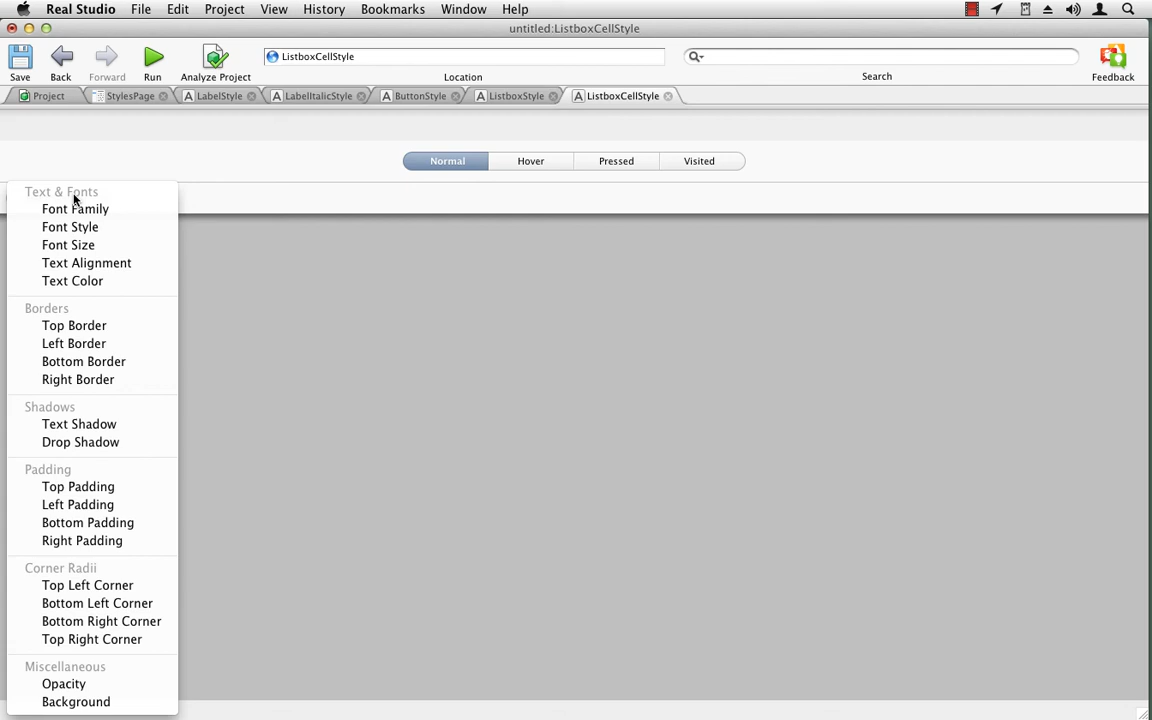 Real Studio File Edit Project View History Bookmarks Window Help
untitled:ListboxCellStyle
ListboxCellStyle
Save Back Forward Run Analyze Project Location Search Feedback
Project StylesPage LabelStyle LabelItalicStyle ButtonStyle ListboxStyle ListboxCellStyle
Normal Hover Pressed Visited
Text & Fonts
Font Family
Font Style
Font Size
Text Alignment
Text Color
Borders
Top Border
Left Border
Bottom Border
Right Border
Shadows
Text Shadow
Drop Shadow
Padding
Top Padding
Left Padding
Bottom Padding
Right Padding
Corner Radii
Top Left Corner
Bottom Left Corner
Bottom Right Corner
Top Right Corner
Miscellaneous
Opacity
Background